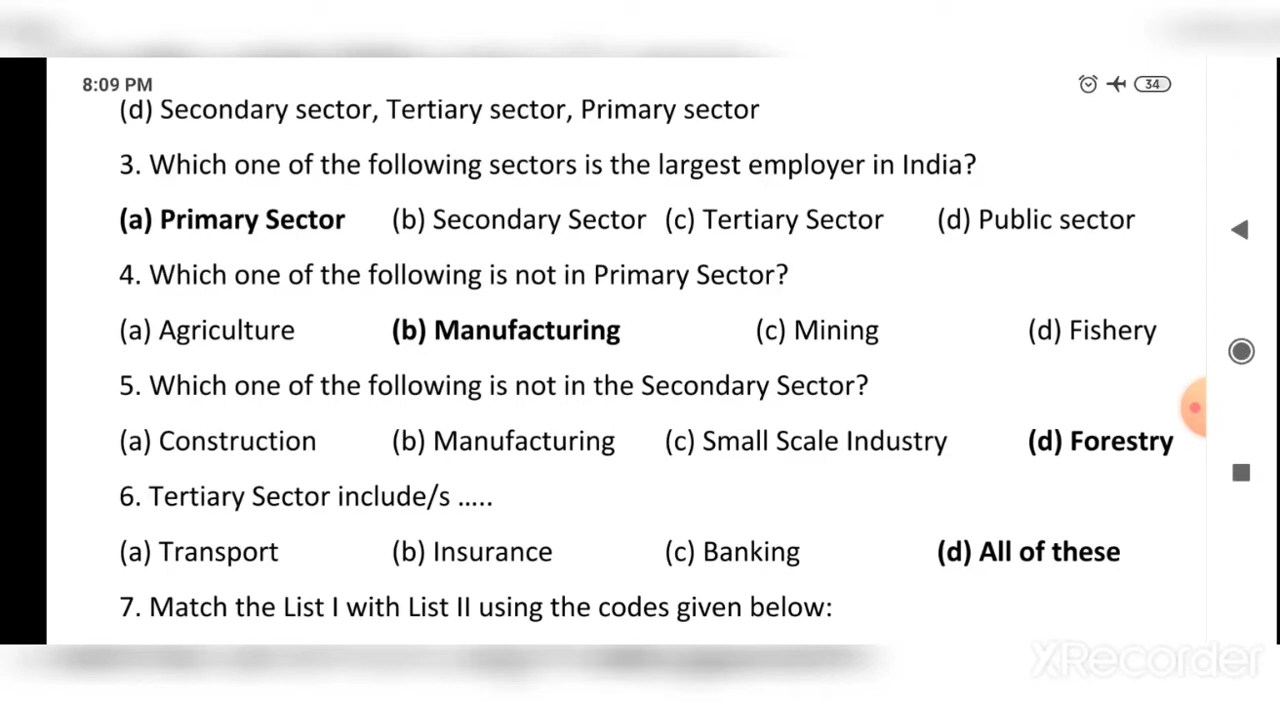 8:09 PM
34
(d) Secondary sector, Tertiary sector, Primary sector
3. Which one of the following sectors is the largest employer in India?
(a) Primary Sector (b) Secondary Sector (c) Tertiary Sector (d) Public sector
4. Which one of the following is not in Primary Sector?
(a) Agriculture (b) Manufacturing (c) Mining (d) Fishery
5. Which one of the following is not in the Secondary Sector?
(a) Construction (b) Manufacturing (c) Small Scale Industry (d) Forestry
6. Tertiary Sector include/s .....
(a) Transport (b) Insurance (c) Banking (d) All of these
7. Match the List I with List II using the codes given below:
XRecorder